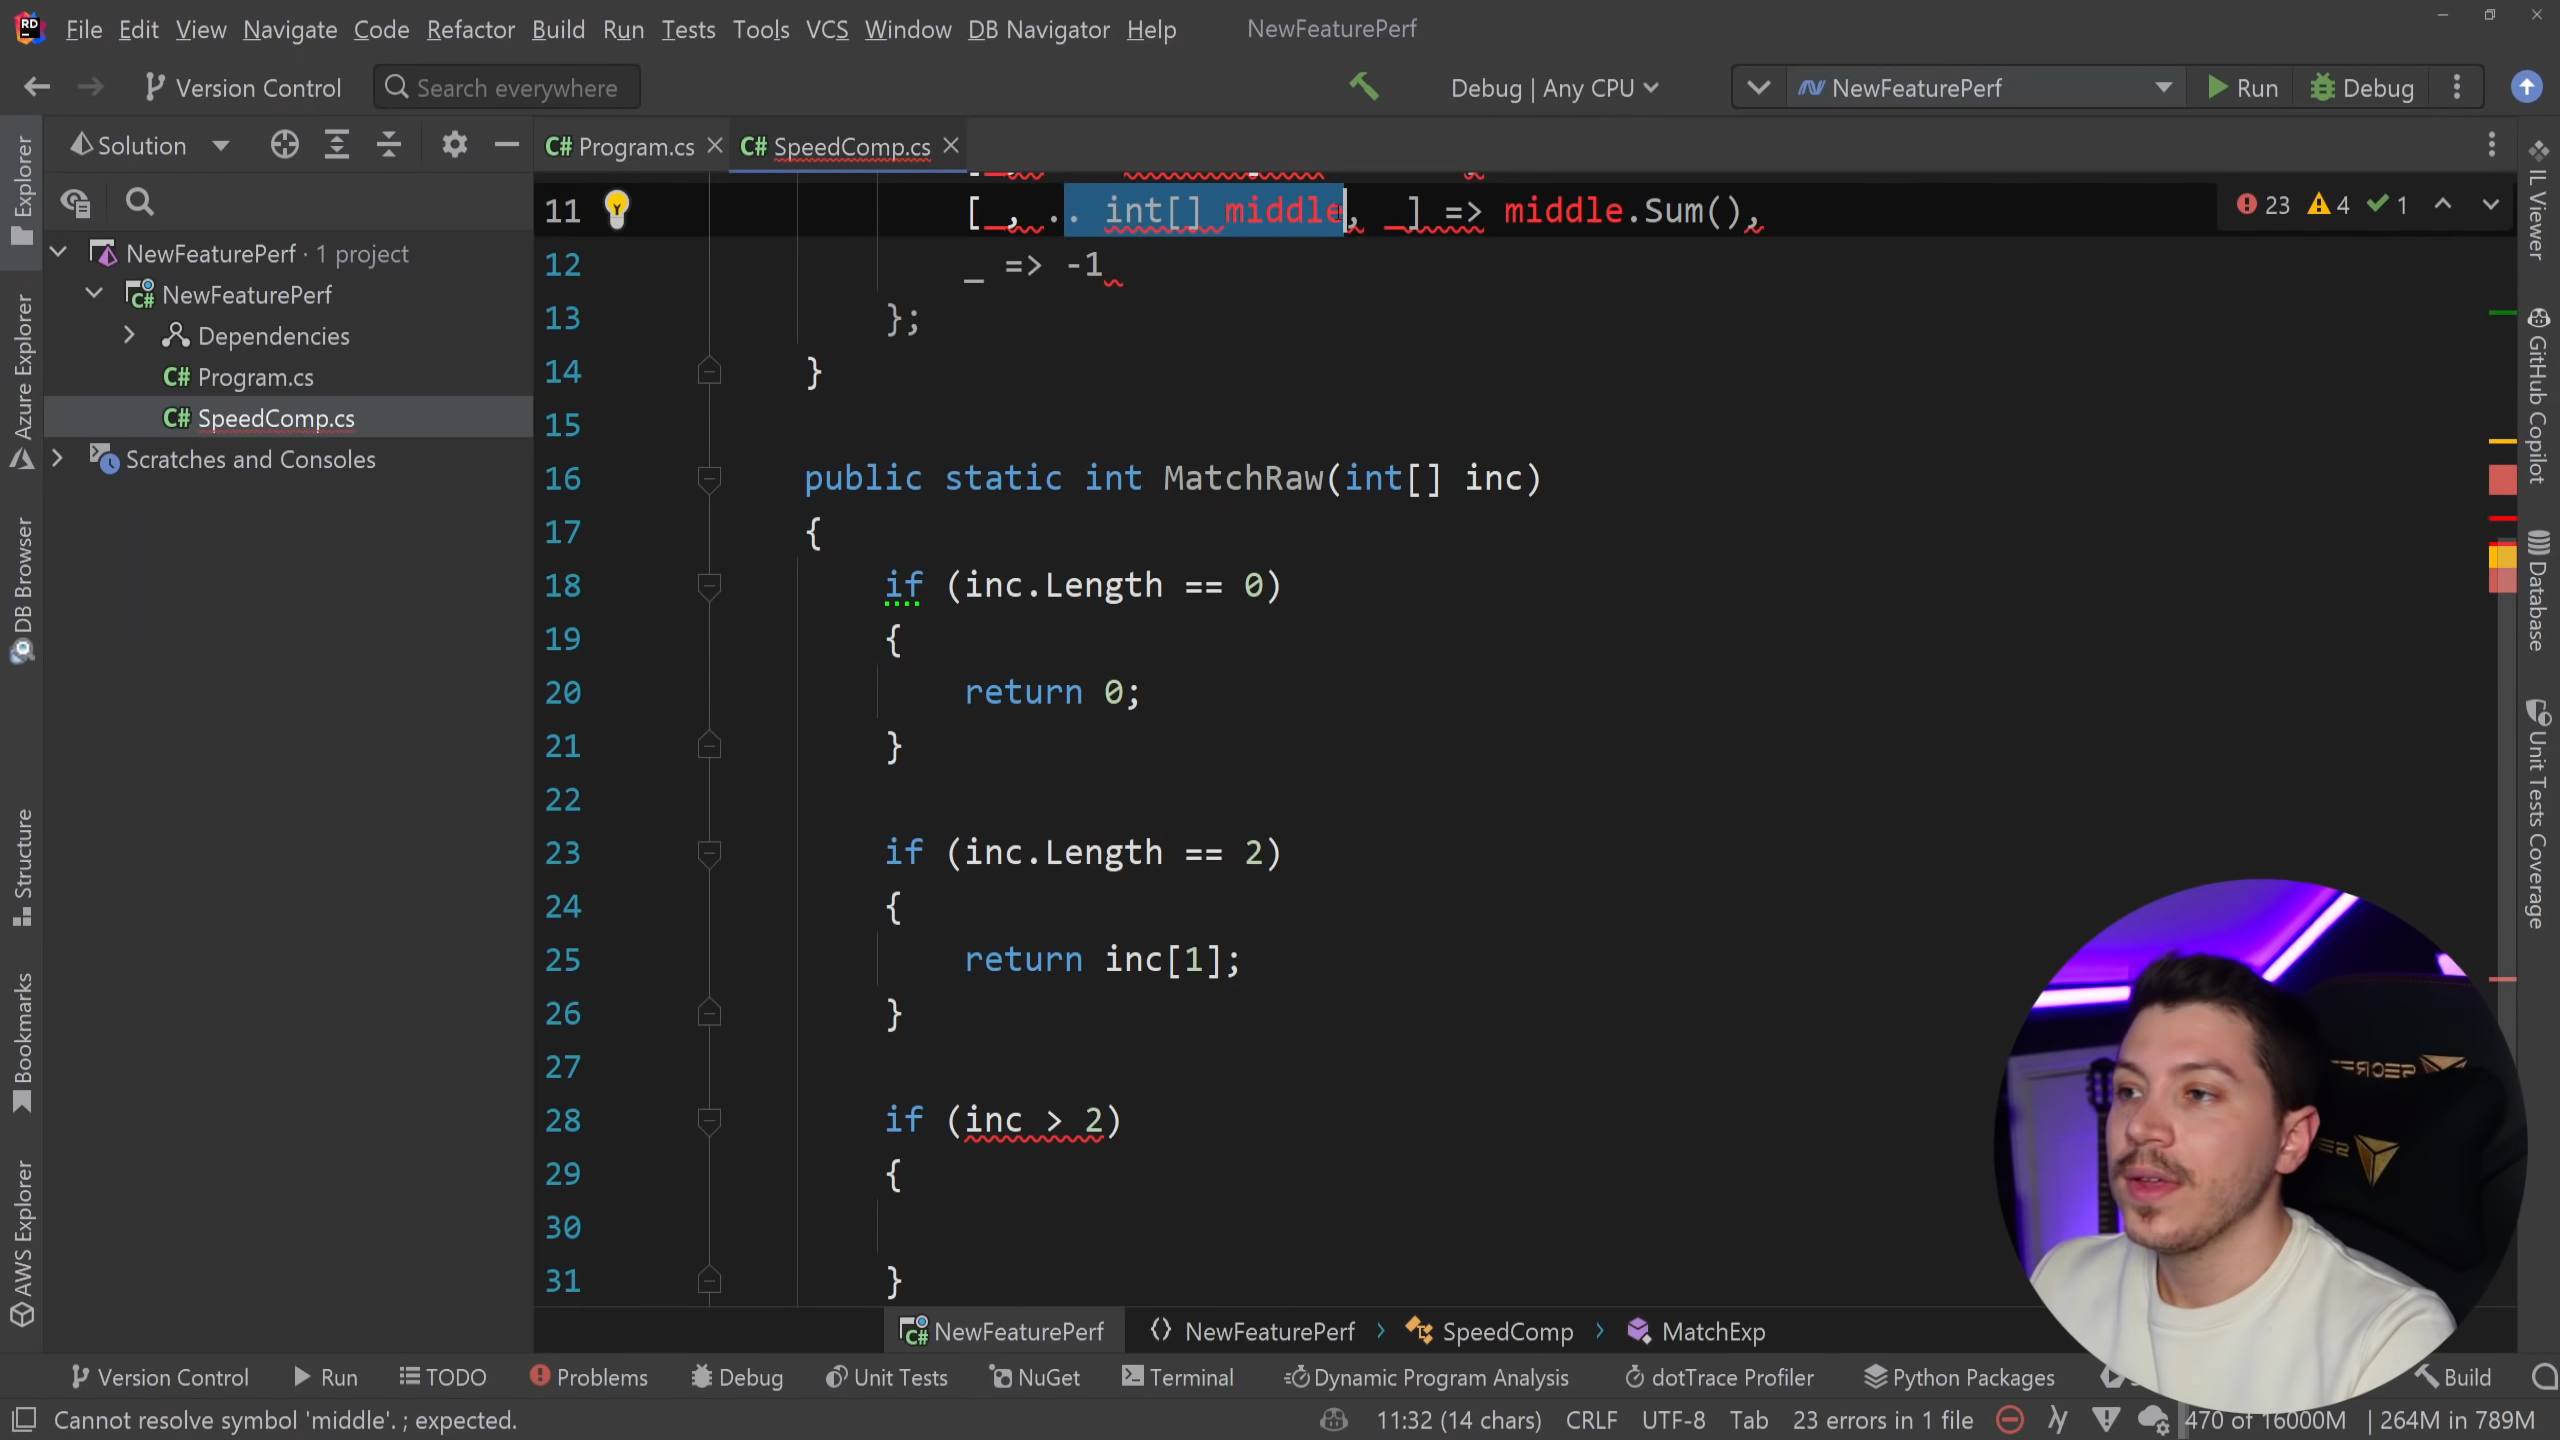 RD File Edit View Navigate Code Refactor Build Run Tests Tools VCS Window DB Navigator Help NewFeaturePerf
Version Control Search everywhere Debug | Any CPU NewFeaturePerf Run Debug
Solution C# Program.cs C# SpeedComp.cs
11 [_, .. int[] middle, _] => middle.Sum(), 23 4 1
12 _ => -1
13 };
14 }
15
16 public static int MatchRaw(int[] inc)
17 {
18 if (inc.Length == 0)
19 {
20 return 0;
21 }
22
23 if (inc.Length == 2)
24 {
25 return inc[1];
26 }
27
28 if (inc > 2)
29 {
30
31 }
NewFeaturePerf · 1 project
C# NewFeaturePerf
Dependencies
C# Program.cs
C# SpeedComp.cs
Scratches and Consoles
Explorer
Azure Explorer
DB Browser
Structure
Bookmarks
AWS Explorer
IL Viewer
GitHub Copilot
Database
Unit Tests Coverage
SECRE
C# NewFeaturePerf NewFeaturePerf SpeedComp MatchExp
Version Control Run TODO Problems Debug Unit Tests NuGet Terminal Dynamic Program Analysis dotTrace Profiler Python Packages Build
Cannot resolve symbol 'middle'. ; expected. 11:32 (14 chars) CRLF UTF-8 Tab 23 errors in 1 file 470 of 16000M | 264M in 789M